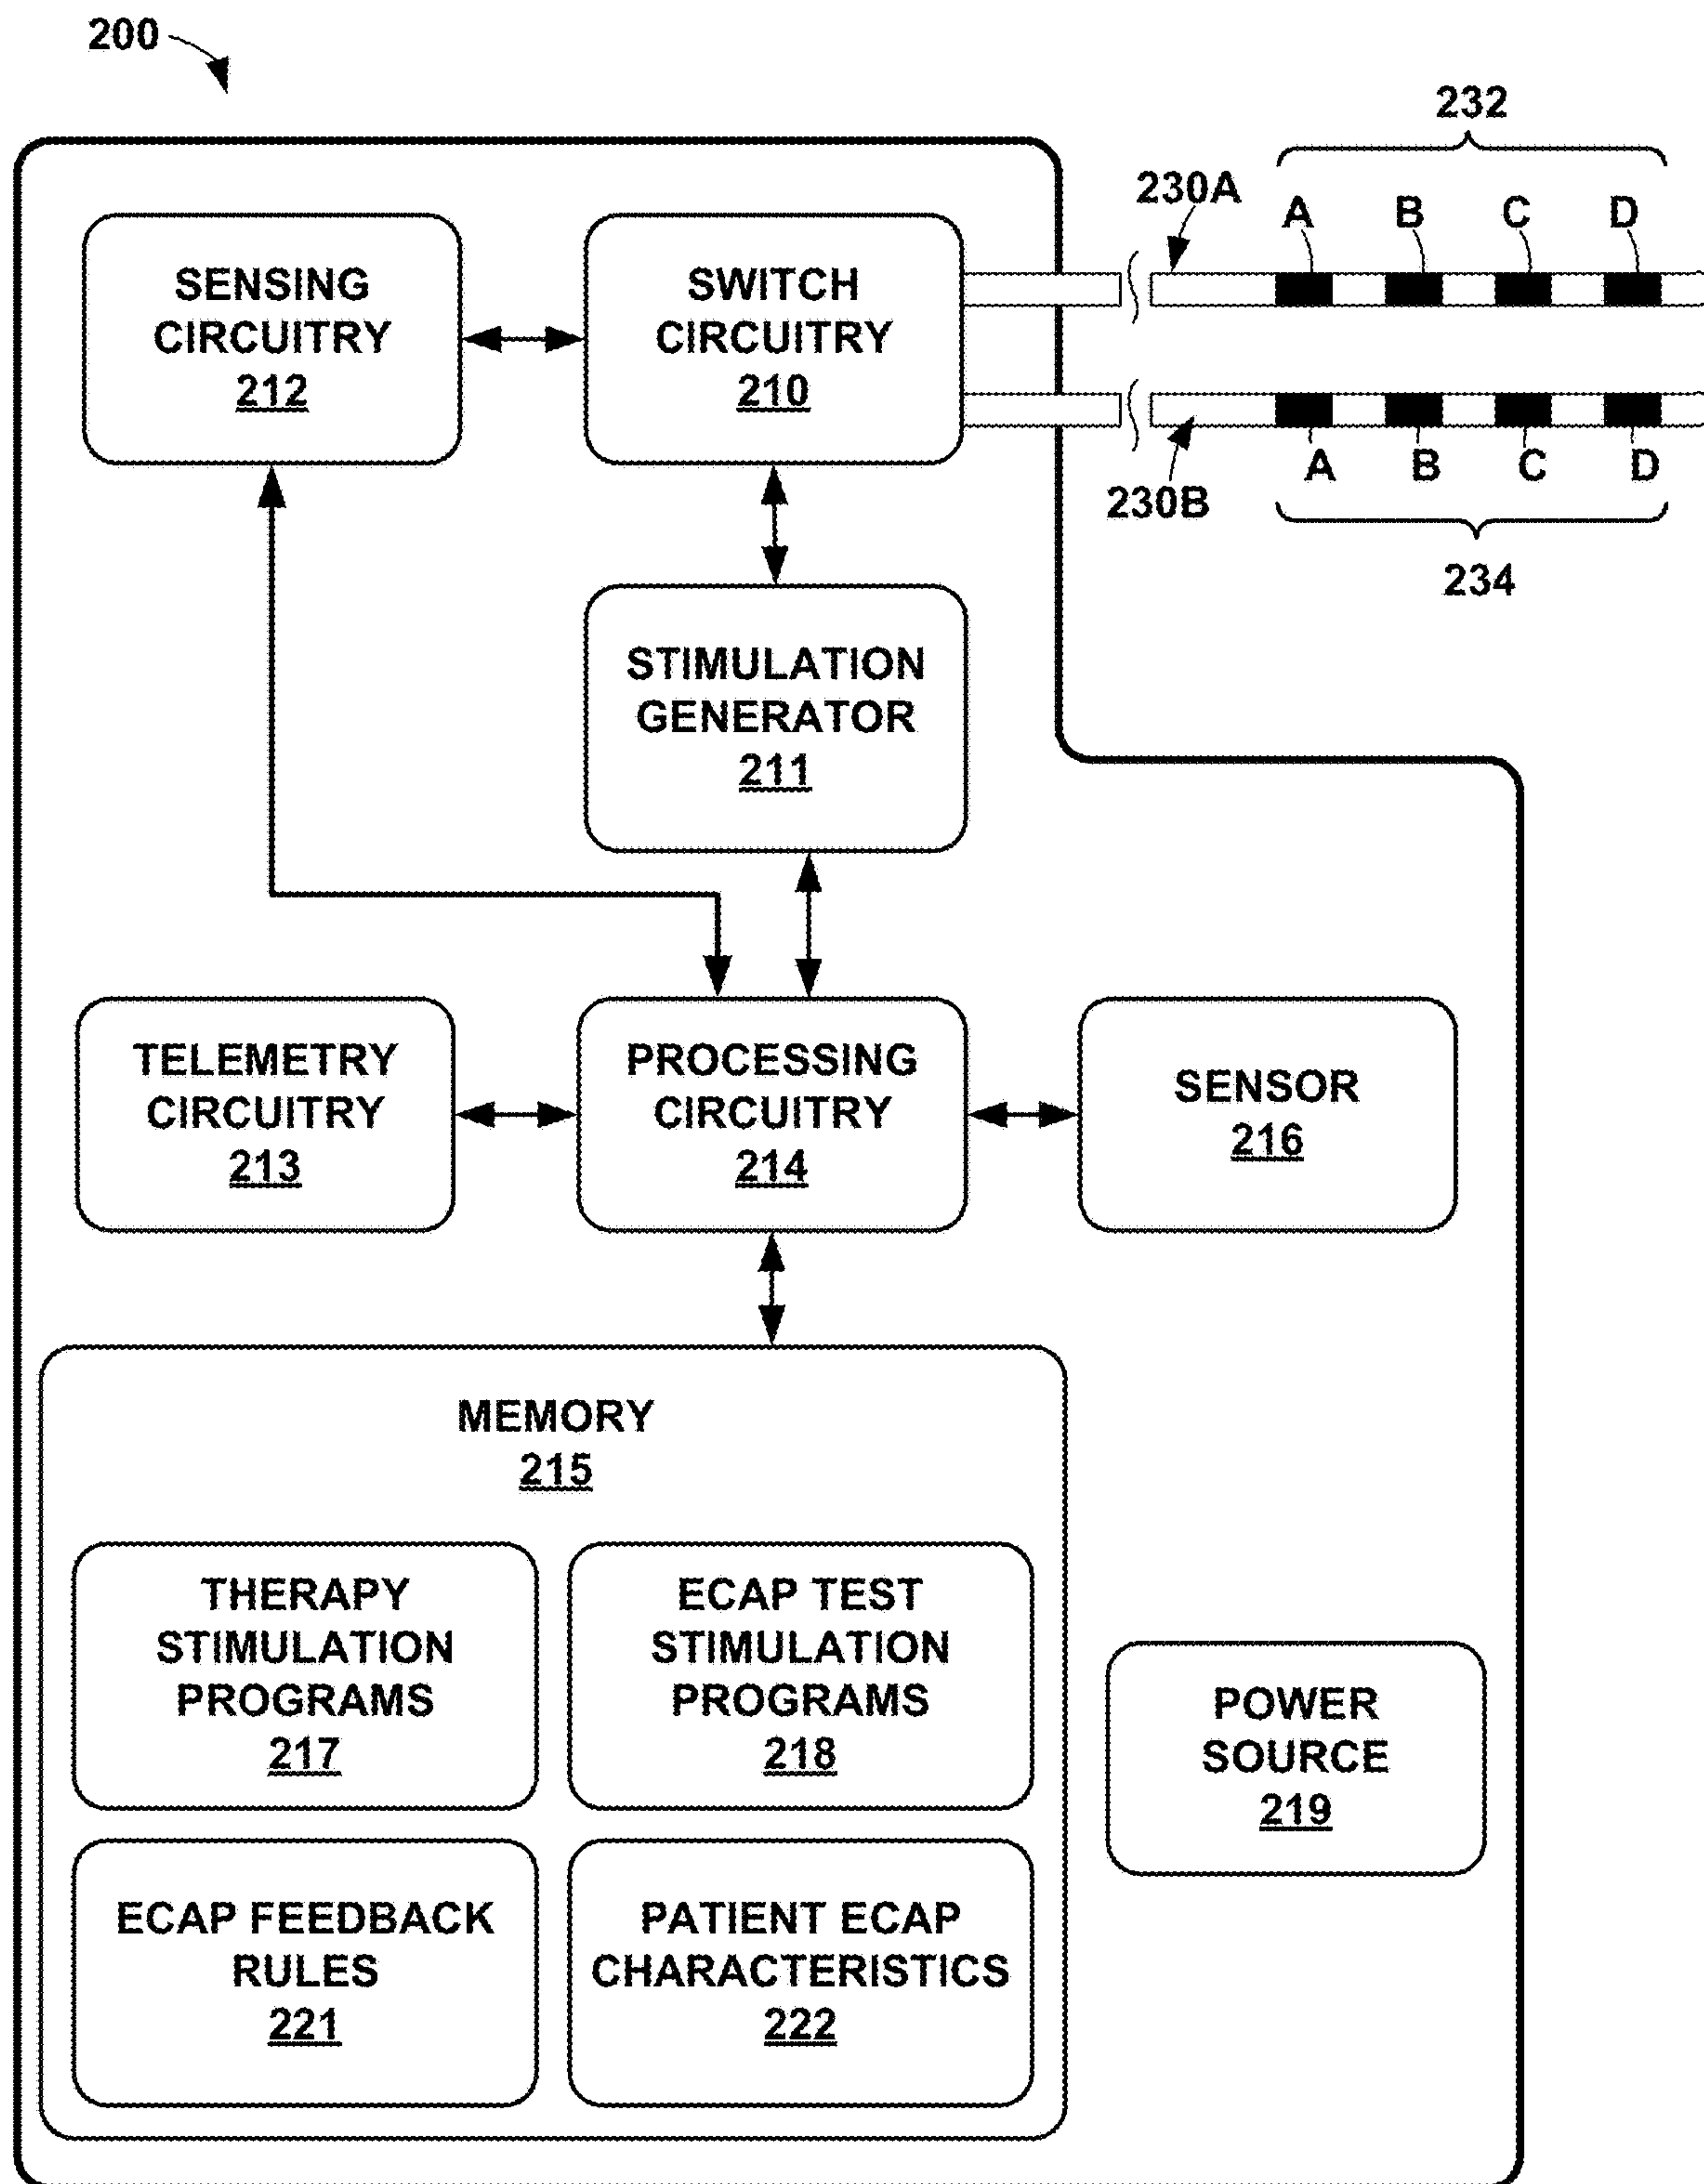 200
232
230A
A B C D
SENSING
CIRCUITRY
212
SWITCH
CIRCUITRY
210
A B C D
230B
234
STIMULATION
GENERATOR
211
TELEMETRY
CIRCUITRY
213
PROCESSING
CIRCUITRY
214
SENSOR
216
MEMORY
215
THERAPY
STIMULATION
PROGRAMS
217
ECAP TEST
STIMULATION
PROGRAMS
218
POWER
SOURCE
219
ECAP FEEDBACK
RULES
221
PATIENT ECAP
CHARACTERISTICS
222